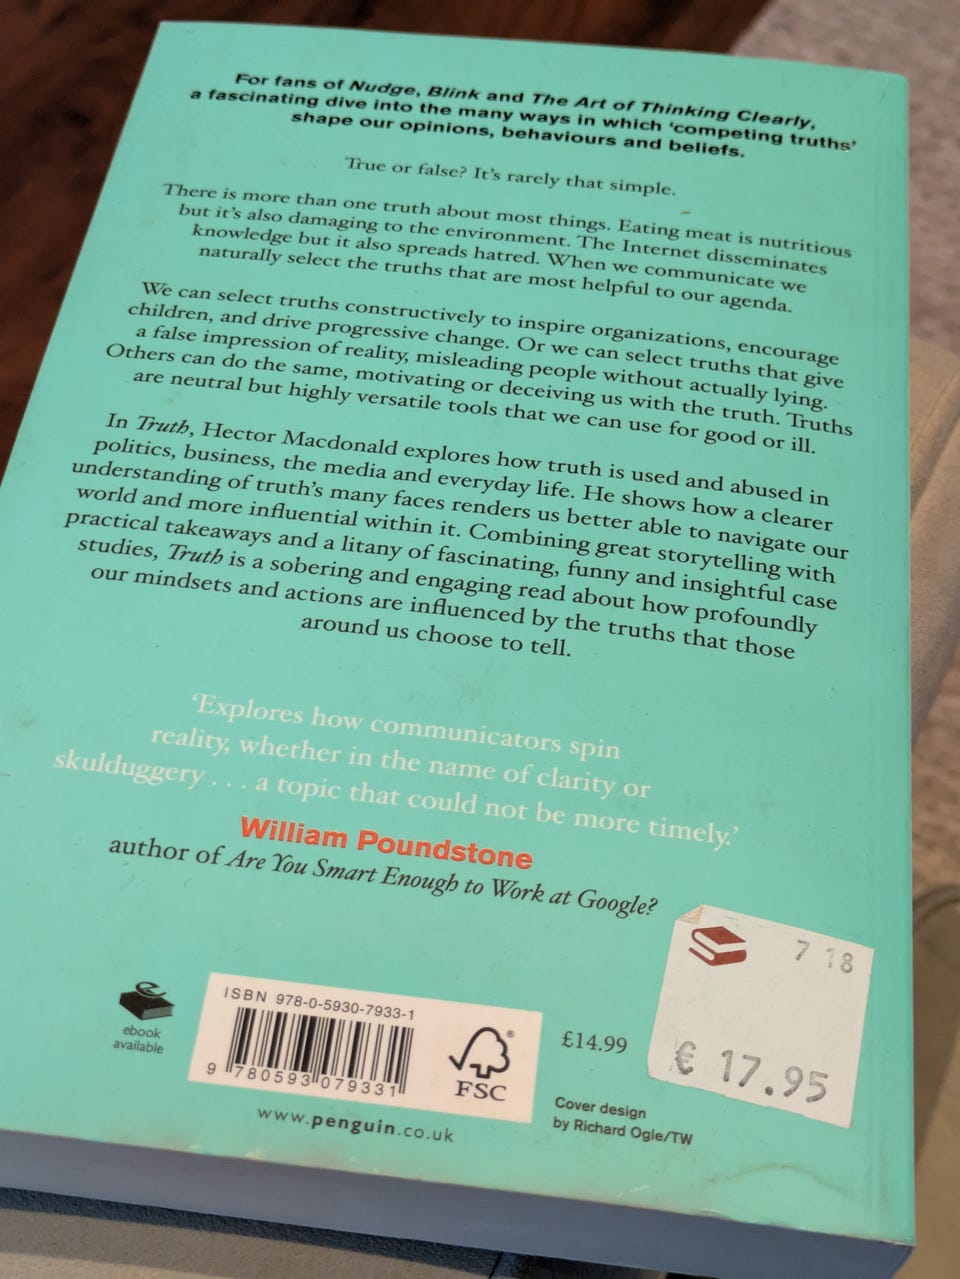 For fans of Nudge, Blink and The Art of Thinking Clearly,
a fascinating dive into the many ways in which ‘competing truths’
shape our opinions, behaviours and beliefs.
True or false? It’s rarely that simple.
There is more than one truth about most things. Eating meat is nutritious
but it’s also damaging to the environment. The Internet disseminates
knowledge but it also spreads hatred. When we communicate we
naturally select the truths that are most helpful to our agenda.
We can select truths constructively to inspire organizations, encourage
children, and drive progressive change. Or we can select truths that give
a false impression of reality, misleading people without actually lying.
Others can do the same, motivating or deceiving us with the truth. Truths
are neutral but highly versatile tools that we can use for good or ill.
In Truth, Hector Macdonald explores how truth is used and abused in
politics, business, the media and everyday life. He shows how a clearer
understanding of truth’s many faces renders us better able to navigate our
world and more influential within it. Combining great storytelling with
practical takeaways and a litany of fascinating, funny and insightful case
studies, Truth is a sobering and engaging read about how profoundly
our mindsets and actions are influenced by the truths that those
around us choose to tell.
‘Explores how communicators spin
reality, whether in the name of clarity or
skulduggery . . . a topic that could not be more timely.’
William Poundstone
author of Are You Smart Enough to Work at Google?
7 18
€ 17.95
e
ebook
available
ISBN 978-0-5930-7933-1
9 780593 079331
FSC
®
£14.99
Cover design
by Richard Ogle/TW
www.penguin.co.uk